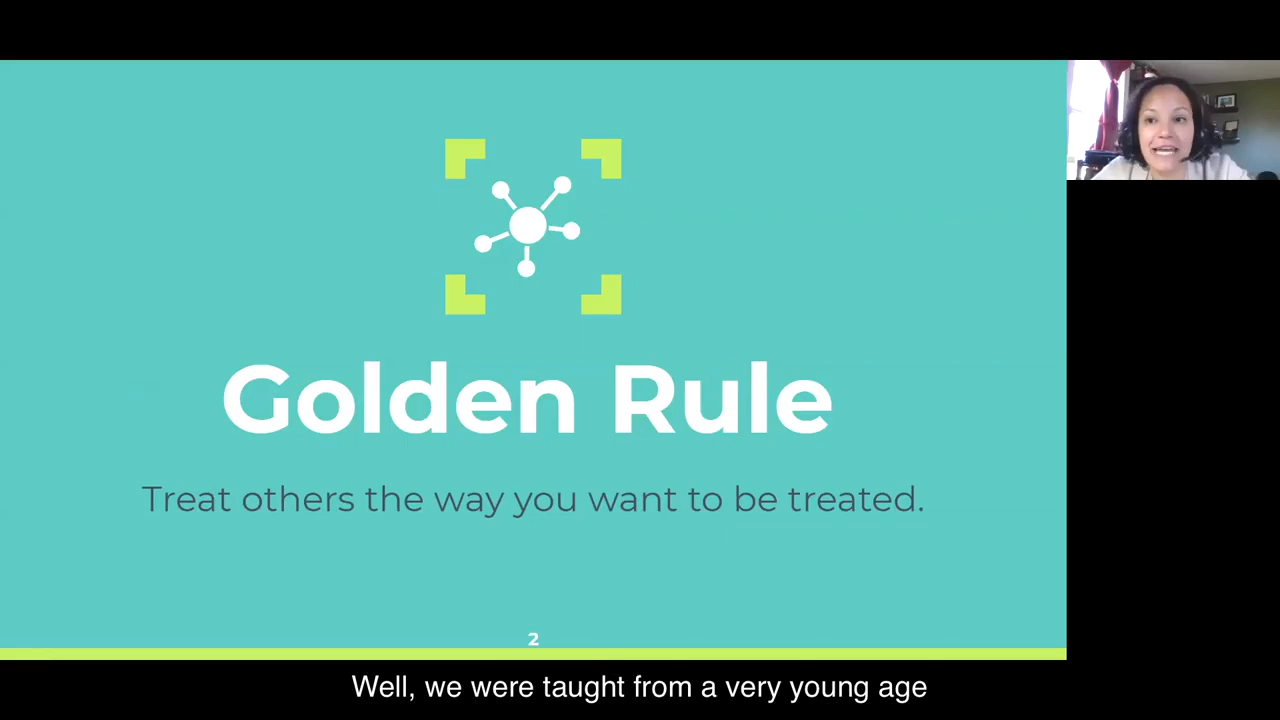 Golden Rule
Treat others the way you want to be treated.
2
Well, we were taught from a very young age